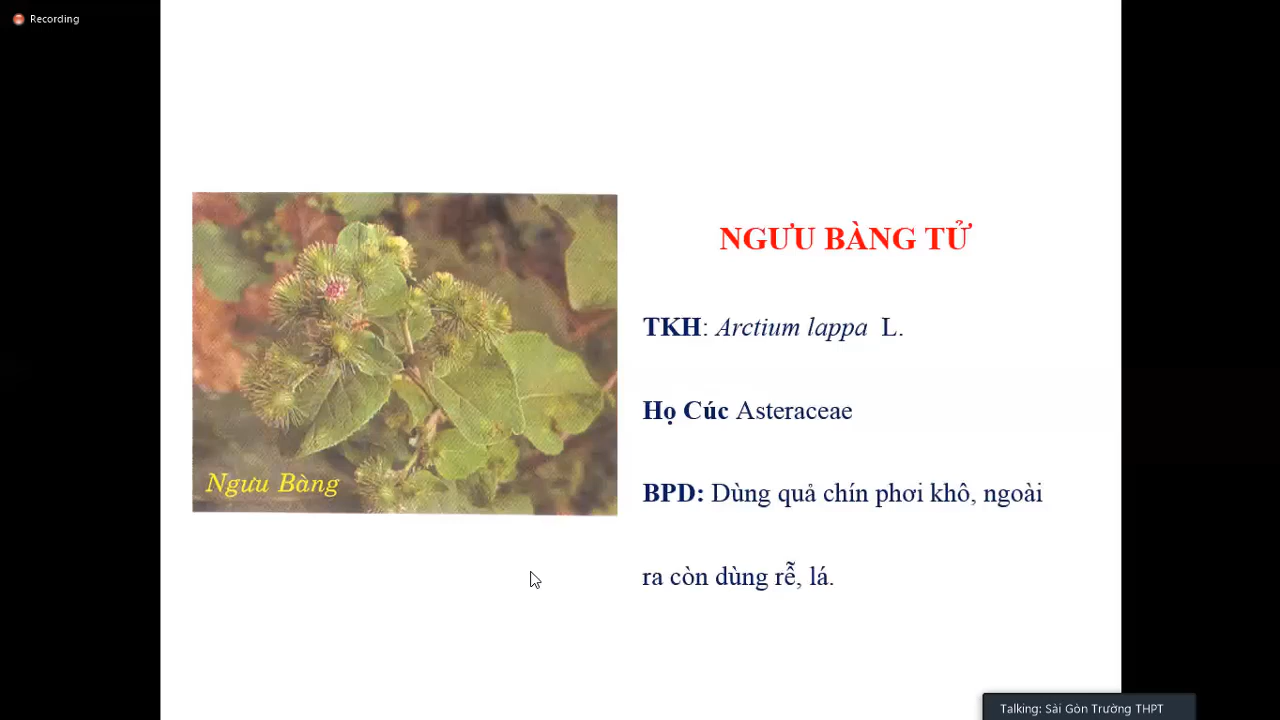 Recording
NGƯU BÀNG TỬ
TKH: Arctium lappa L.
Họ Cúc Asteraceae
BPD: Dùng quả chín phơi khô, ngoài
ra còn dùng rễ, lá.
Ngưu Bàng
Talking: Sài Gòn Trường THPT